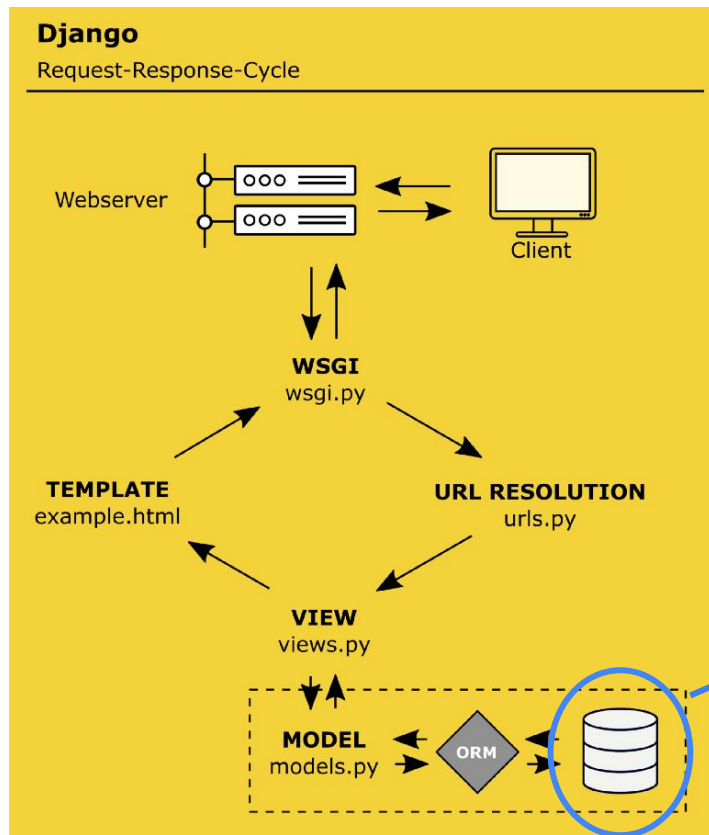 Django
Request-Response-Cycle
Webserver
Client
WSGI
wsgi.py
TEMPLATE
example.html
URL RESOLUTION
urls.py
VIEW
views.py
MODEL
models.py
ORM